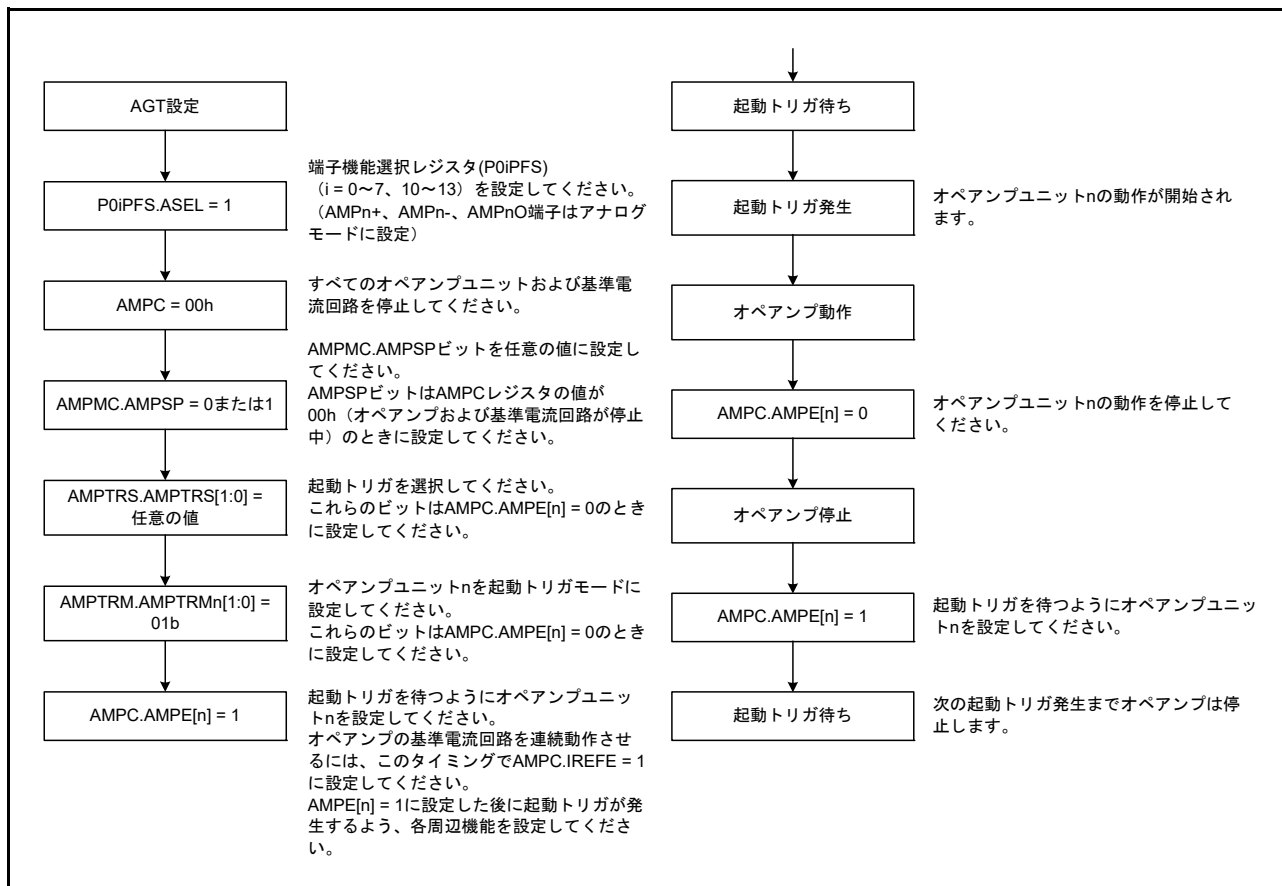 AGT設定
P0iPFS.ASEL = 1
端子機能選択レジスタ(P0iPFS)
（i = 0～7、10～13）を設定してください。
（AMPn+、AMPn-、AMPnO端子はアナログ
モードに設定）
AMPC = 00h
すべてのオペアンプユニットおよび基準電
流回路を停止してください。
AMPMC.AMPSP = 0または1
AMPMC.AMPSPビットを任意の値に設定し
てください。
AMPSPビットはAMPCレジスタの値が
00h（オペアンプおよび基準電流回路が停止
中）のときに設定してください。
AMPTRS.AMPTRS[1:0] =
任意の値
起動トリガを選択してください。
これらのビットはAMPC.AMPE[n] = 0のとき
に設定してください。
AMPTRM.AMPTRMn[1:0] =
01b
オペアンプユニットnを起動トリガモードに
設定してください。
これらのビットはAMPC.AMPE[n] = 0のとき
に設定してください。
AMPC.AMPE[n] = 1
起動トリガを待つようにオペアンプユニッ
トnを設定してください。
オペアンプの基準電流回路を連続動作させ
るには、このタイミングでAMPC.IREFE = 1
に設定してください。
AMPE[n] = 1に設定した後に起動トリガが発
生するよう、各周辺機能を設定してくださ
い。
起動トリガ待ち
起動トリガ発生
オペアンプユニットnの動作が開始され
ます。
オペアンプ動作
AMPC.AMPE[n] = 0
オペアンプユニットnの動作を停止して
ください。
オペアンプ停止
AMPC.AMPE[n] = 1
起動トリガを待つようにオペアンプユニッ
トnを設定してください。
起動トリガ待ち
次の起動トリガ発生までオペアンプは停
止します。